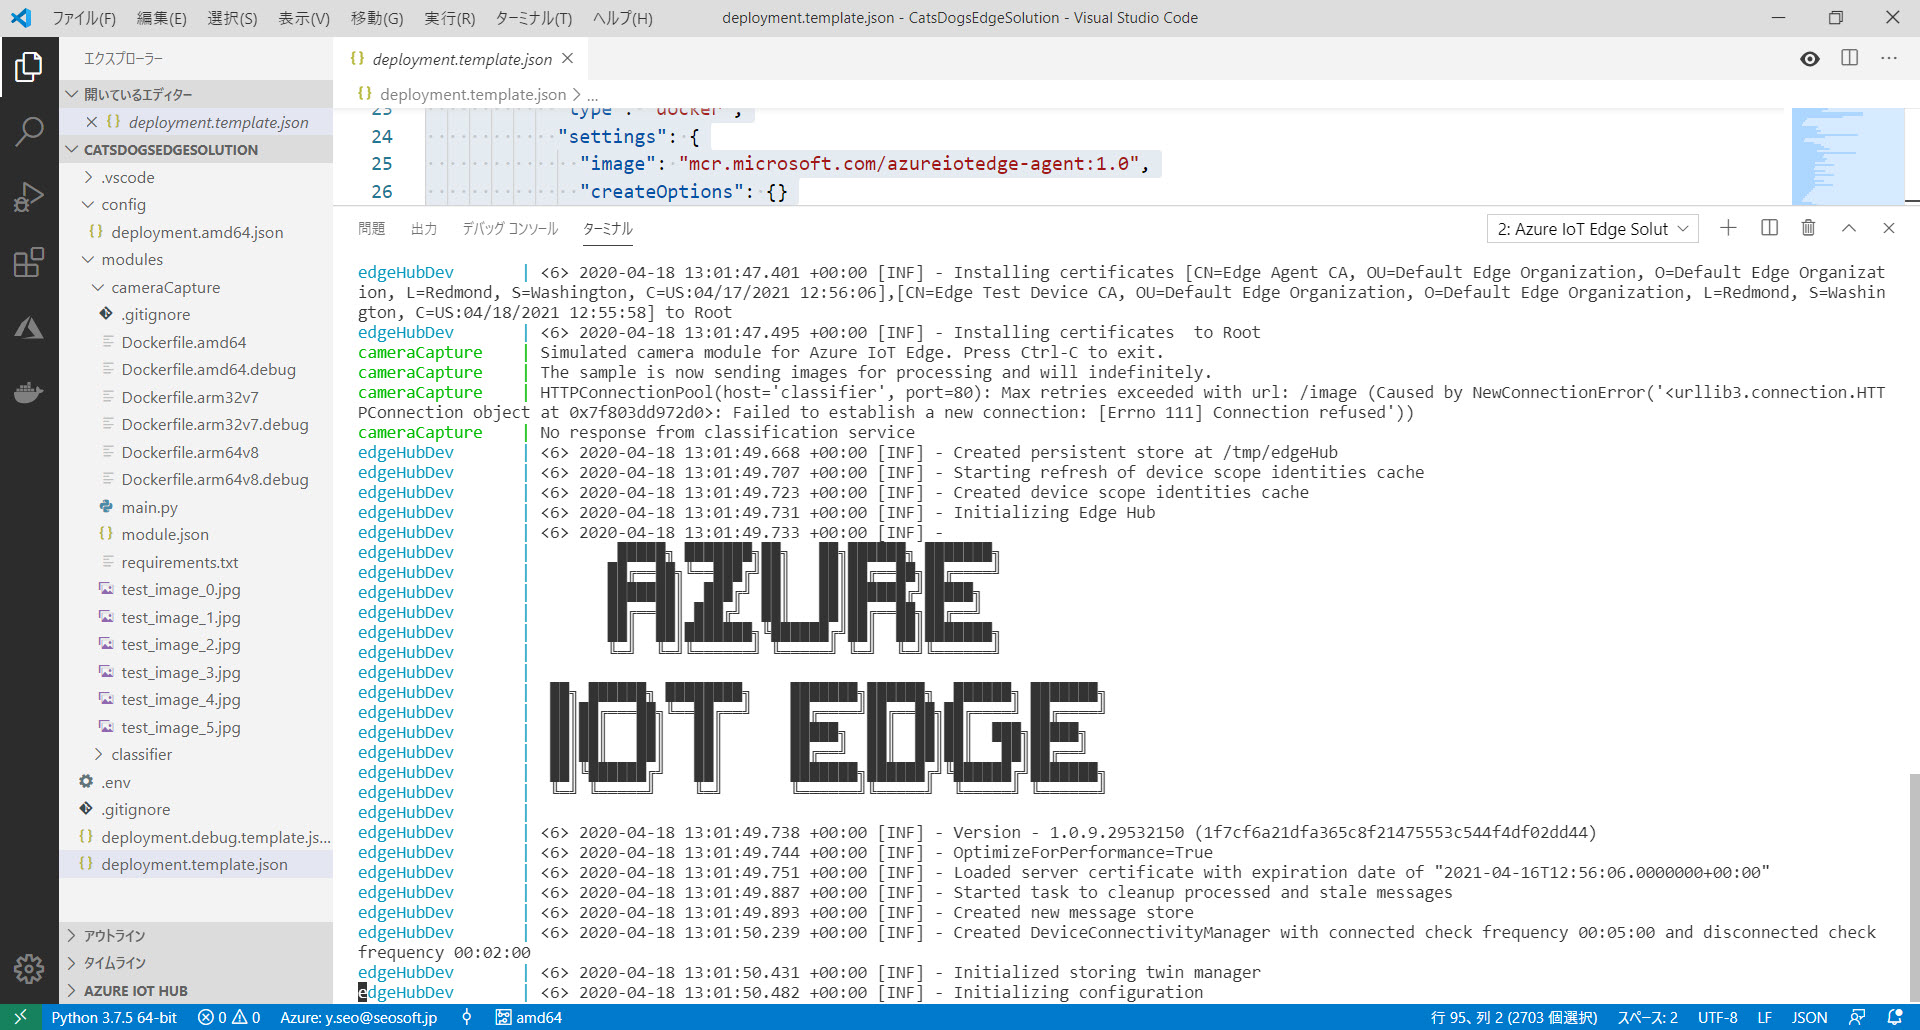 ファイル(F) 編集(E) 選択(S) 表示(V) 移動(G) 実行(R) ターミナル(T) ヘルプ(H) deployment.template.json - CatsDogsEdgeSolution - Visual Studio Code
エクスプローラー
開いているエディター
deployment.template.json
CATSDOGSEDGESOLUTION
.vscode
config
deployment.amd64.json
modules
cameraCapture
.gitignore
Dockerfile.amd64
Dockerfile.amd64.debug
Dockerfile.arm32v7
Dockerfile.arm32v7.debug
Dockerfile.arm64v8
Dockerfile.arm64v8.debug
main.py
module.json
requirements.txt
test_image_0.jpg
test_image_1.jpg
test_image_2.jpg
test_image_3.jpg
test_image_4.jpg
test_image_5.jpg
classifier
.env
.gitignore
deployment.debug.template.js...
deployment.template.json
アウトライン
タイムライン
AZURE IOT HUB
deployment.template.json
deployment.template.json > ...
23 "type": "docker",
24 "settings": {
25 "image": "mcr.microsoft.com/azureiotedge-agent:1.0",
26 "createOptions": {}
問題 出力 デバッグ コンソール ターミナル 2: Azure IoT Edge Solut
edgeHubDev | <6> 2020-04-18 13:01:47.401 +00:00 [INF] - Installing certificates [CN=Edge Agent CA, OU=Default Edge Organization, O=Default Edge Organizat
ion, L=Redmond, S=Washington, C=US:04/17/2021 12:56:06],[CN=Edge Test Device CA, OU=Default Edge Organization, O=Default Edge Organization, L=Redmond, S=Washin
gton, C=US:04/18/2021 12:55:58] to Root
edgeHubDev | <6> 2020-04-18 13:01:47.495 +00:00 [INF] - Installing certificates  to Root
cameraCapture | Simulated camera module for Azure IoT Edge. Press Ctrl-C to exit.
cameraCapture | The sample is now sending images for processing and will indefinitely.
cameraCapture | HTTPConnectionPool(host='classifier', port=80): Max retries exceeded with url: /image (Caused by NewConnectionError('<urllib3.connection.HTT
PConnection object at 0x7f803dd972d0>: Failed to establish a new connection: [Errno 111] Connection refused'))
cameraCapture | No response from classification service
edgeHubDev | <6> 2020-04-18 13:01:49.668 +00:00 [INF] - Created persistent store at /tmp/edgeHub
edgeHubDev | <6> 2020-04-18 13:01:49.707 +00:00 [INF] - Starting refresh of device scope identities cache
edgeHubDev | <6> 2020-04-18 13:01:49.723 +00:00 [INF] - Created device scope identities cache
edgeHubDev | <6> 2020-04-18 13:01:49.731 +00:00 [INF] - Initializing Edge Hub
edgeHubDev | <6> 2020-04-18 13:01:49.733 +00:00 [INF] -
edgeHubDev |
edgeHubDev |
edgeHubDev | AZURE
edgeHubDev |
edgeHubDev |
edgeHubDev |
edgeHubDev |
edgeHubDev |
edgeHubDev |
edgeHubDev | IOT EDGE
edgeHubDev |
edgeHubDev |
edgeHubDev |
edgeHubDev |
edgeHubDev | <6> 2020-04-18 13:01:49.738 +00:00 [INF] - Version - 1.0.9.29532150 (1f7cf6a21dfa365c8f21475553c544f4df02dd44)
edgeHubDev | <6> 2020-04-18 13:01:49.744 +00:00 [INF] - OptimizeForPerformance=True
edgeHubDev | <6> 2020-04-18 13:01:49.751 +00:00 [INF] - Loaded server certificate with expiration date of "2021-04-16T12:56:06.0000000+00:00"
edgeHubDev | <6> 2020-04-18 13:01:49.887 +00:00 [INF] - Started task to cleanup processed and stale messages
edgeHubDev | <6> 2020-04-18 13:01:49.893 +00:00 [INF] - Created new message store
edgeHubDev | <6> 2020-04-18 13:01:50.239 +00:00 [INF] - Created DeviceConnectivityManager with connected check frequency 00:05:00 and disconnected check
frequency 00:02:00
edgeHubDev | <6> 2020-04-18 13:01:50.431 +00:00 [INF] - Initialized storing twin manager
edgeHubDev | <6> 2020-04-18 13:01:50.482 +00:00 [INF] - Initializing configuration
Python 3.7.5 64-bit 0 0 Azure: y.seo@seosoft.jp amd64 行 95、列 2 (2703 個選択) スペース: 2 UTF-8 LF JSON